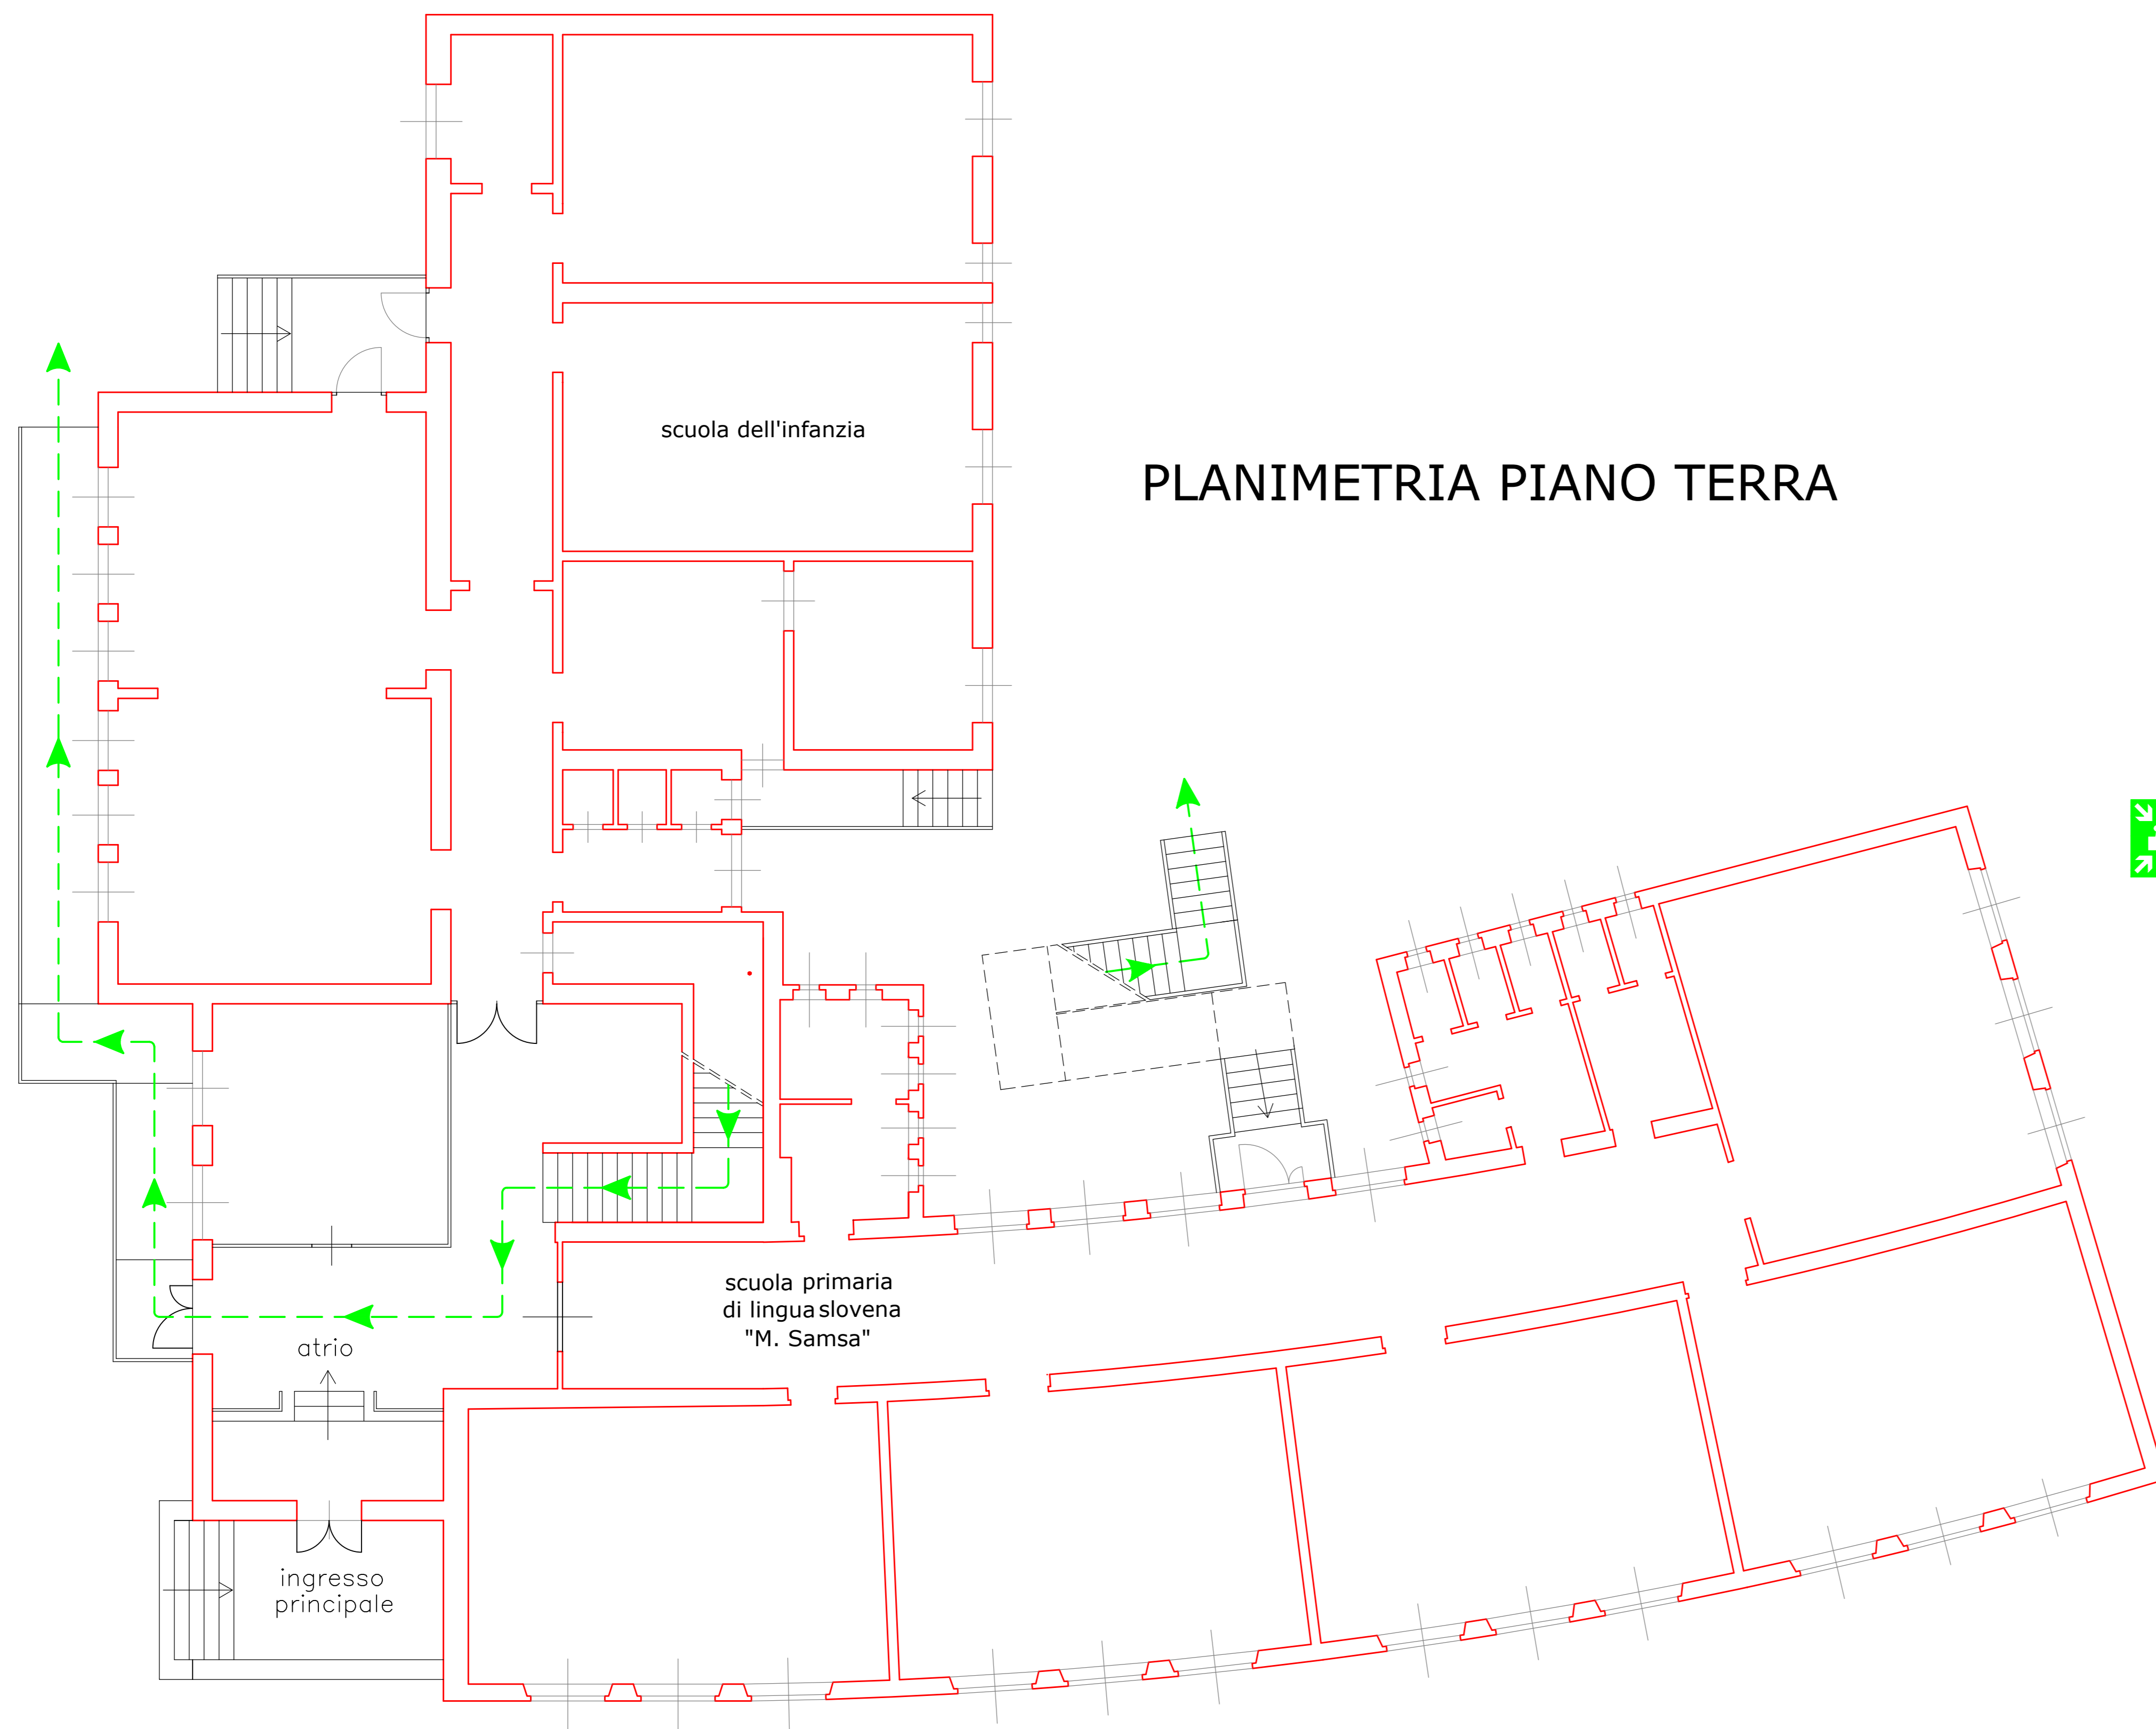 scuola dell'infanzia
PLANIMETRIA PIANO TERRA
scuola primaria
di lingua slovena
"M. Samsa"
atrio
ingresso
principale